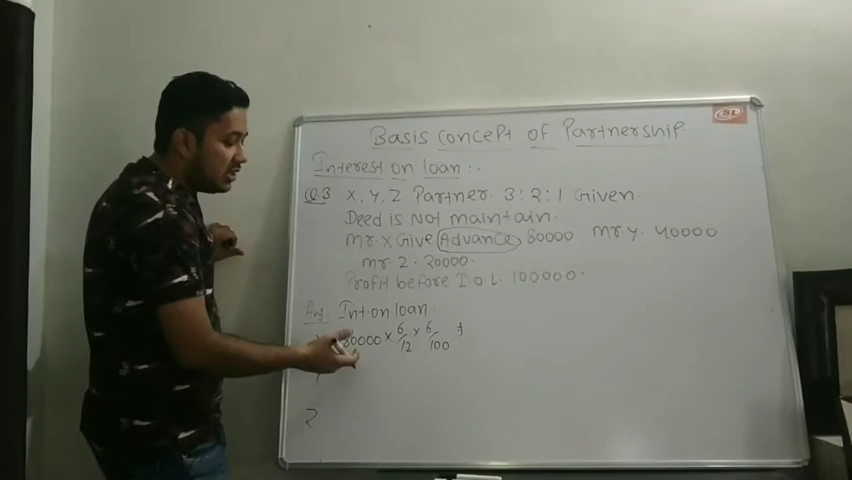 Basis Concept of Partnership
SL
Interest on loan :-
Q.3 X, Y, Z Partner 3:2:1 Given
Deed is Not maintain.
Mr. X Give Advance 80000 Mr. Y. 40000
Mr Z. 20000.
Profit before I.O.L. 100000.
Ans. Int on loan.
80000 × 6/12 × 6/100
Z